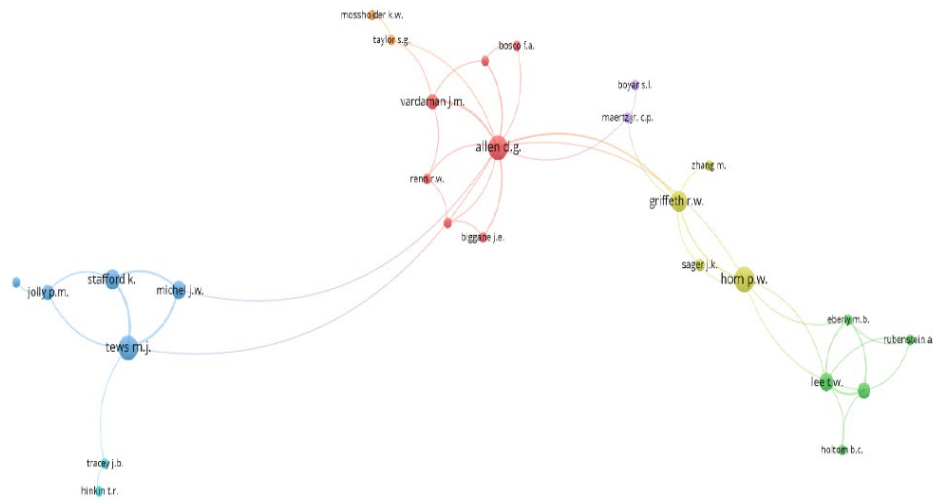 mossholder k.w.
taylor s.g.
bosco f.a.
vardaman j.m.
boyar s.l.
maertz jr. c.p.
allen d.g.
zhang m.
renn r.w.
griffeth r.w.
biggane j.e.
sager j.k.
hom p.w.
stafford k.
michel j.w.
jolly p.m.
eberly m.b.
rubenstein a.
tews m.j.
lee t.w.
holtom b.c.
tracey j.b.
hinkin t.r.